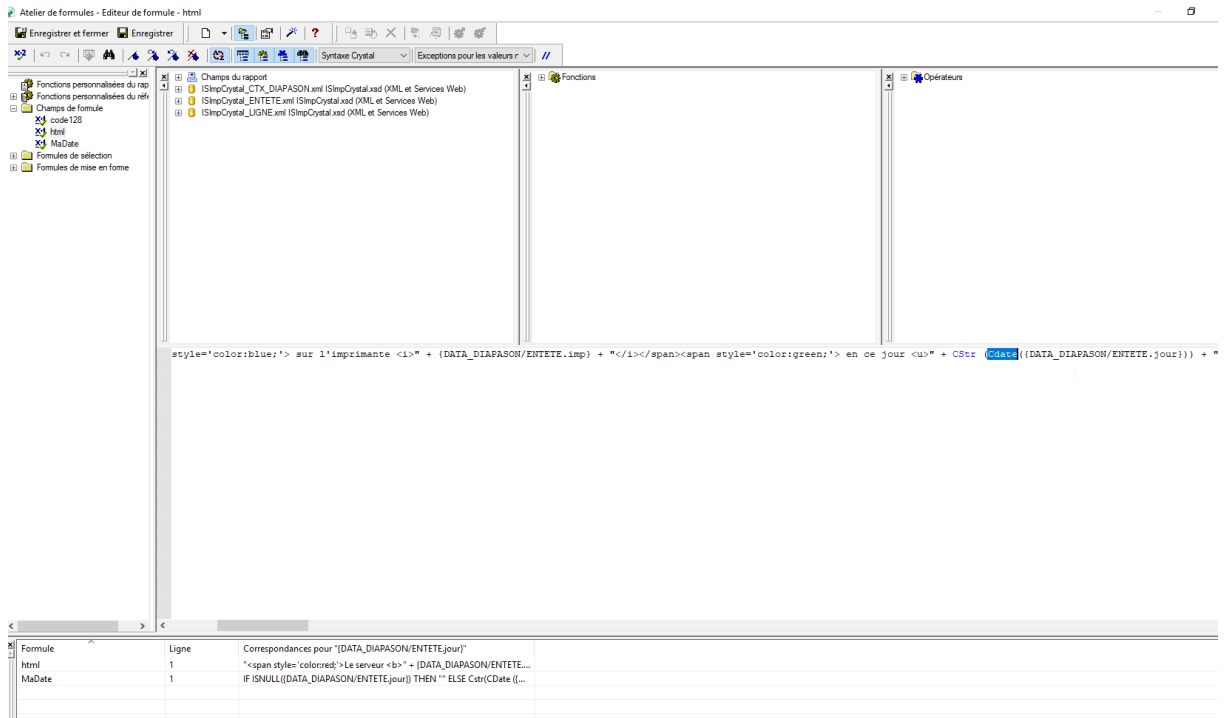 Atelier de formules - Editeur de formule - html
Enregistrer et fermer Enregistrer
Syntaxe Crystal Exceptions pour les valeurs r
Fonctions personnalisées du rap
Fonctions personnalisées du réfé
Champs de formule
code128
html
MaDate
Formules de sélection
Formules de mise en forme
Champs du rapport
ISImpCrystal_CTX_DIAPASON.xml ISImpCrystal.xsd (XML et Services Web)
ISImpCrystal_ENTETE.xml ISImpCrystal.xsd (XML et Services Web)
ISImpCrystal_LIGNE.xml ISImpCrystal.xsd (XML et Services Web)
Fonctions
Opérateurs
style='color:blue;'> sur l'imprimante <i>" + {DATA_DIAPASON/ENTETE.imp} + "</i></span><span style='color:green;'> en ce jour <u>" + CStr (Cdate({DATA_DIAPASON/ENTETE.jour})) + "
Formule Ligne Correspondances pour "{DATA_DIAPASON/ENTETE.jour}"
html 1 "<span style='color:red;'>Le serveur <b>" + {DATA_DIAPASON/ENTETE....
MaDate 1 IF ISNULL({DATA_DIAPASON/ENTETE.jour}) THEN "" ELSE Cstr(CDate ({...